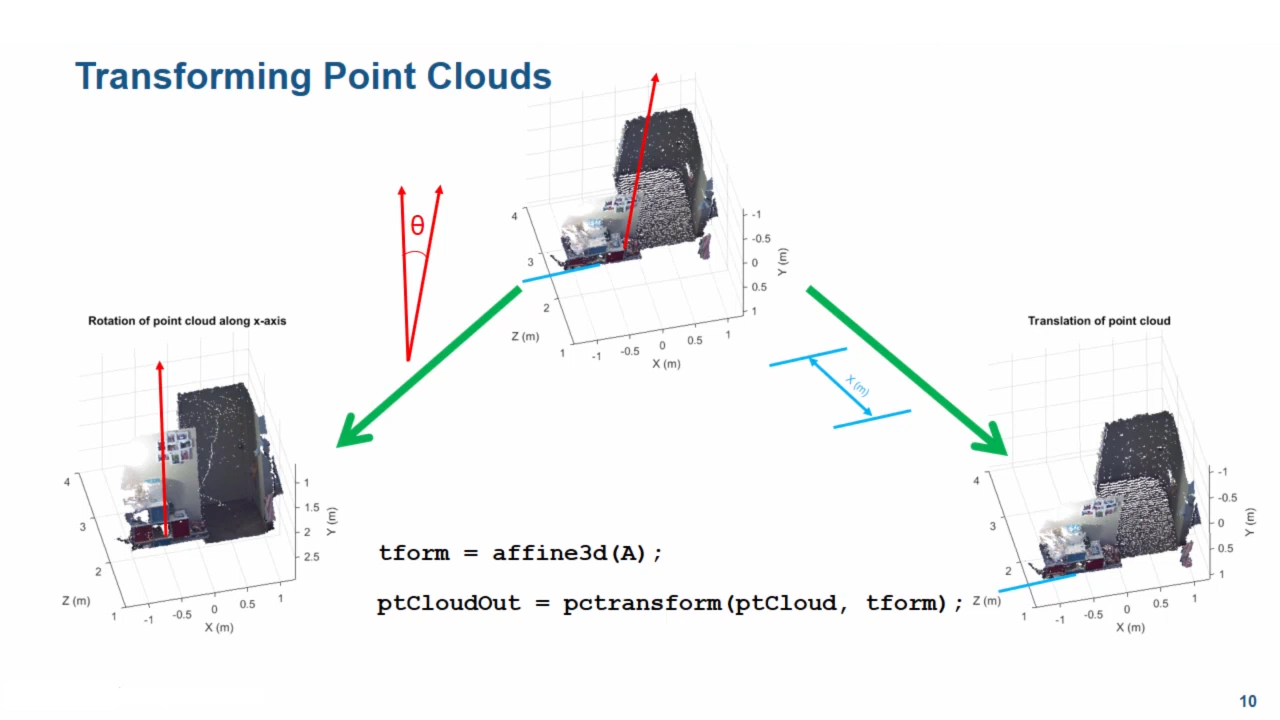 Transforming Point Clouds
θ
4
3
2
1
Z (m)
-1
-0.5
0
0.5
1
X (m)
-1
-0.5
0
0.5
1
Y (m)
Rotation of point cloud along x-axis
4
3
2
1
Z (m)
-1
-0.5
0
0.5
1
X (m)
1
1.5
2
2.5
Y (m)
X (m)
Translation of point cloud
4
3
2
1
Z (m)
-1
-0.5
0
0.5
1
X (m)
-1
-0.5
0
0.5
1
Y (m)
tform = affine3d(A);
ptCloudOut = pctransform(ptCloud, tform);
10